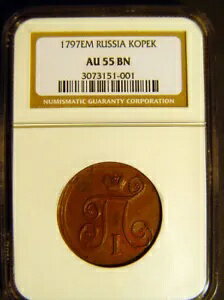 1797EM RUSSIA KOPEK
AU 55 BN
3073151-001
NUMISMATIC GUARANTY CORPORATION
I